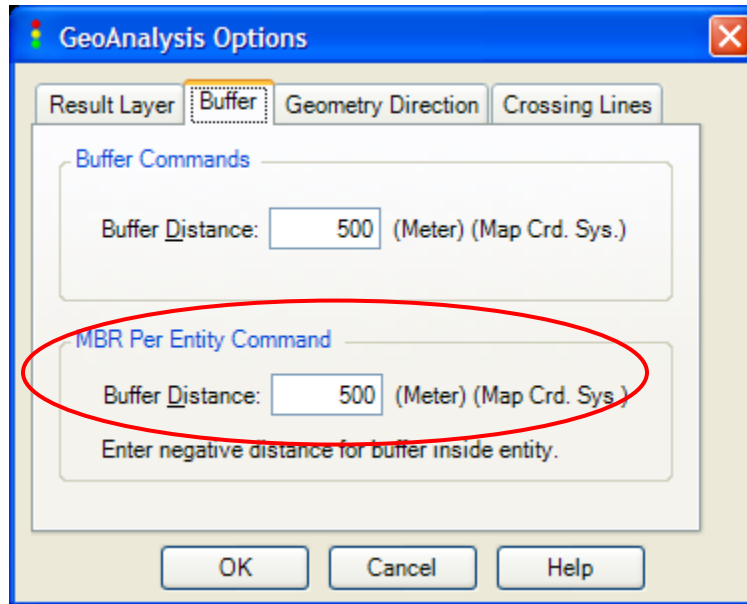 GeoAnalysis Options
Result Layer Buffer Geometry Direction Crossing Lines
Buffer Commands
Buffer Distance: 500 (Meter) (Map Crd. Sys.)
MBR Per Entity Command
Buffer Distance: 500 (Meter) (Map Crd. Sys.)
Enter negative distance for buffer inside entity.
OK Cancel Help